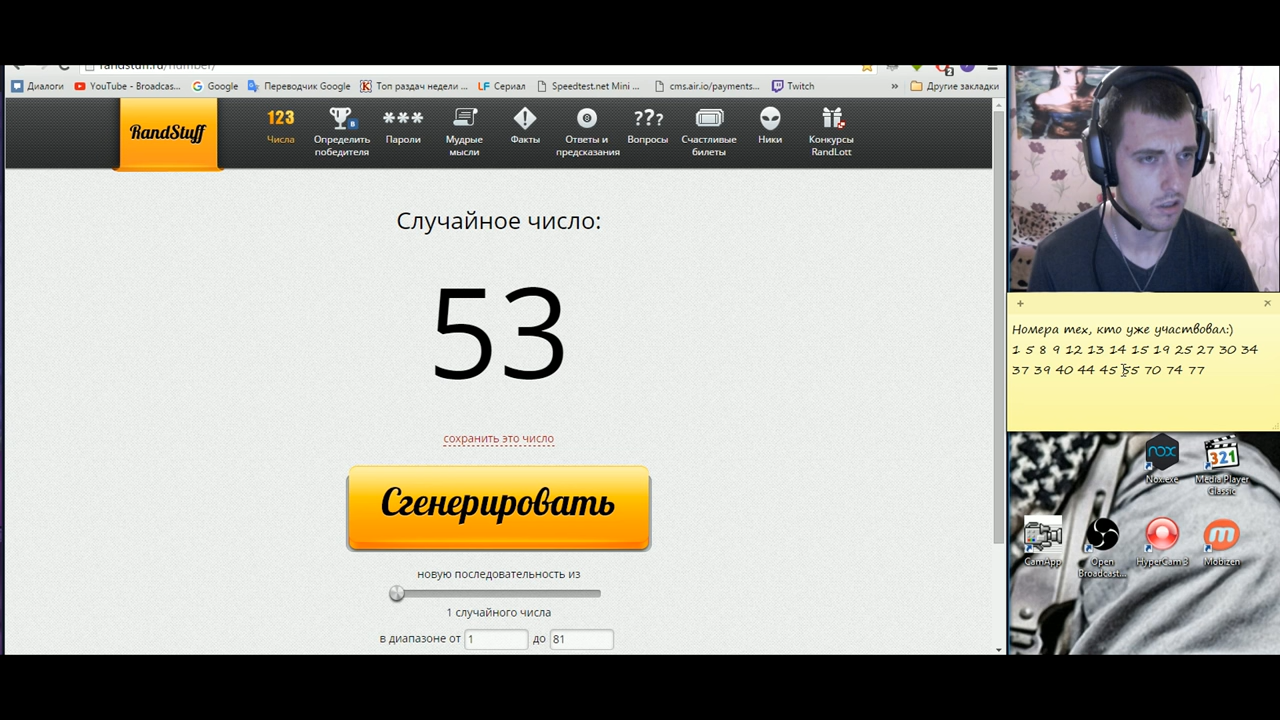 randstuff.ru/number/
Диалоги YouTube - Broadcas... Google Переводчик Google Топ раздач недели ... Сериал Speedtest.net Mini ... cms.air.io/payments... Twitch » Другие закладки
RandStuff
123 *** ???
Числа Определить победителя Пароли Мудрые мысли Факты Ответы и предсказания Вопросы Счастливые билеты Ники Конкурсы RandLott
Случайное число:
53
сохранить это число
Сгенерировать
новую последовательность из
1 случайного числа
в диапазоне от 1 до 81
Номера тех, кто уже участвовал:)
1 5 8 9 12 13 14 15 19 25 27 30 34
37 39 40 44 45 55 70 74 77
Nox.exe Media Player Classic
CamApp Open Broadcast... HyperCam 3 Mobizen